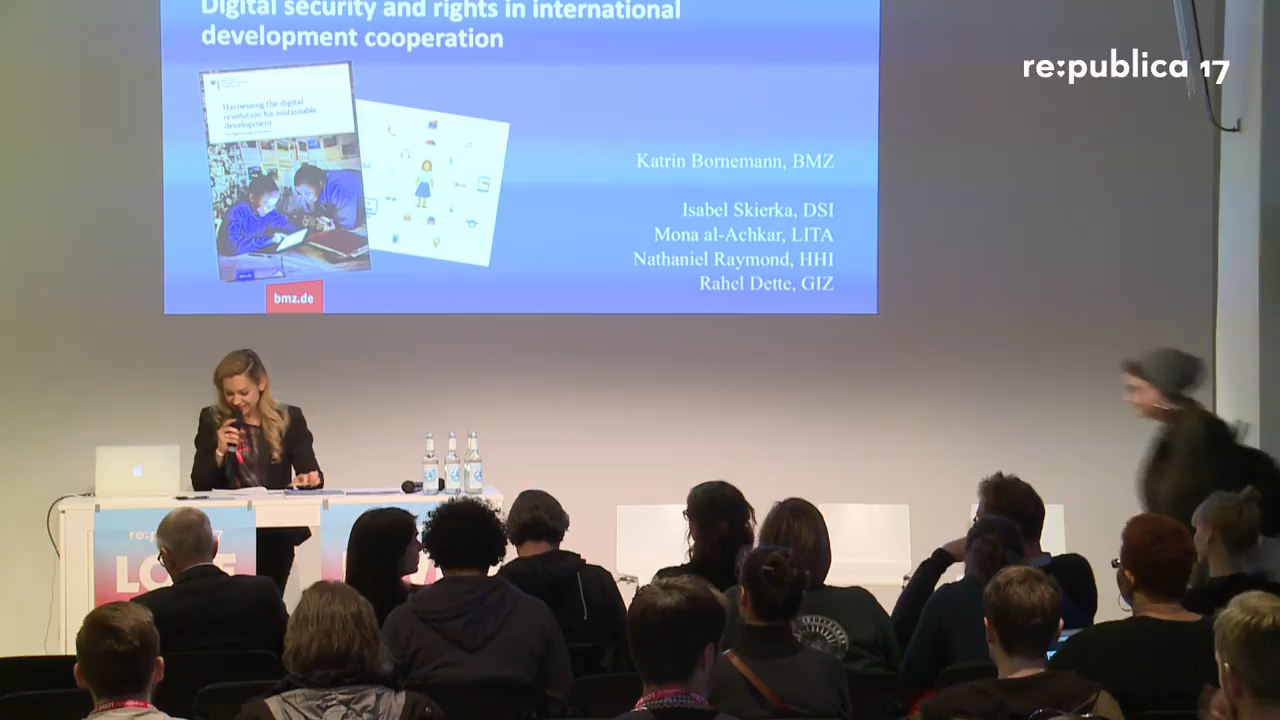 Digital security and rights in international
development cooperation
re:publica 17
Harnessing the digital
revolution for sustainable
development
Katrin Bornemann, BMZ
Isabel Skierka, DSI
Mona al-Achkar, LITA
Nathaniel Raymond, HHI
Rahel Dette, GIZ
bmz.de